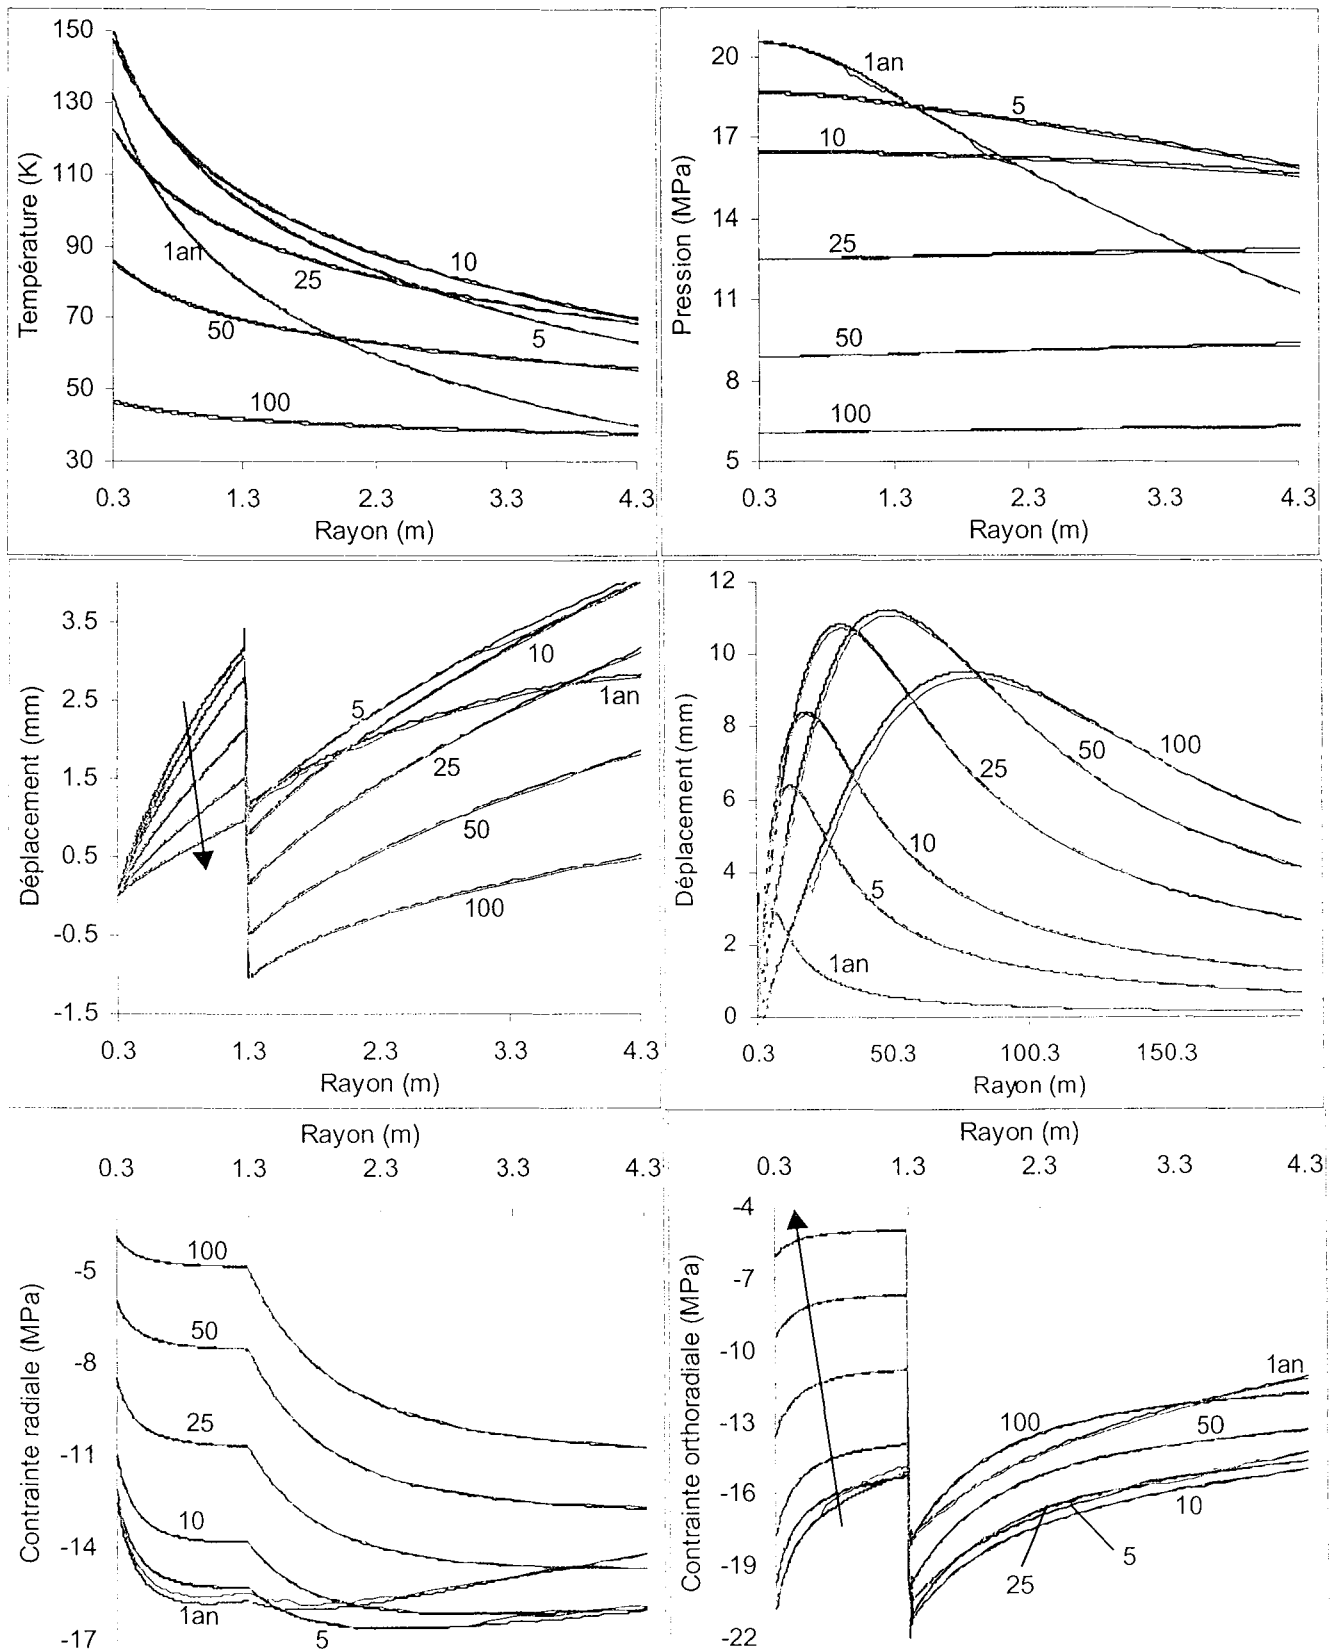 Température (K)
150
130
110
90
70
50
30
1an
25
10
50
5
100
0.3 1.3 2.3 3.3 4.3
Rayon (m)
Pression (MPa)
20
17
14
11
8
5
1an
5
10
25
50
100
0.3 1.3 2.3 3.3 4.3
Rayon (m)
Déplacement (mm)
3.5
2.5
1.5
0.5
-0.5
-1.5
5
10
1an
25
50
100
0.3 1.3 2.3 3.3 4.3
Rayon (m)
Déplacement (mm)
12
10
8
6
4
2
0
100
50
25
10
5
1an
0.3 50.3 100.3 150.3
Rayon (m)
Rayon (m)
0.3 1.3 2.3 3.3 4.3
Contrainte radiale (MPa)
-5
-8
-11
-14
-17
100
50
25
10
1an
5
Rayon (m)
0.3 1.3 2.3 3.3 4.3
Contrainte orthoradiale (MPa)
-4
-7
-10
-13
-16
-19
-22
1an
100
50
10
5
25